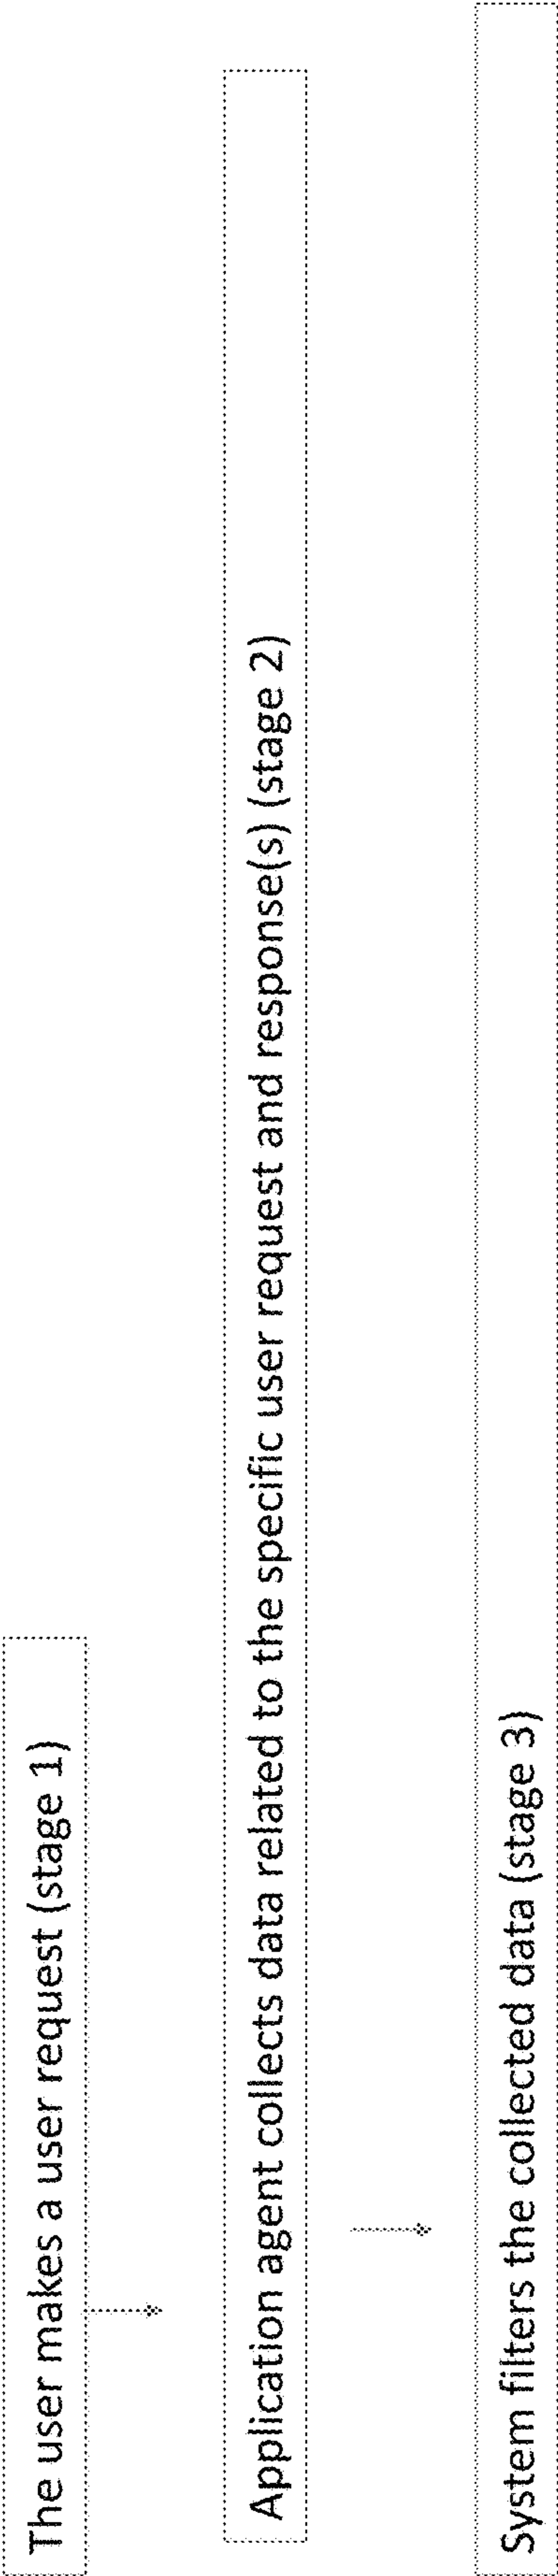 The user makes a user request (stage 1)
Application agent collects data related to the specific user request and response(s) (stage 2)
System filters the collected data (stage 3)